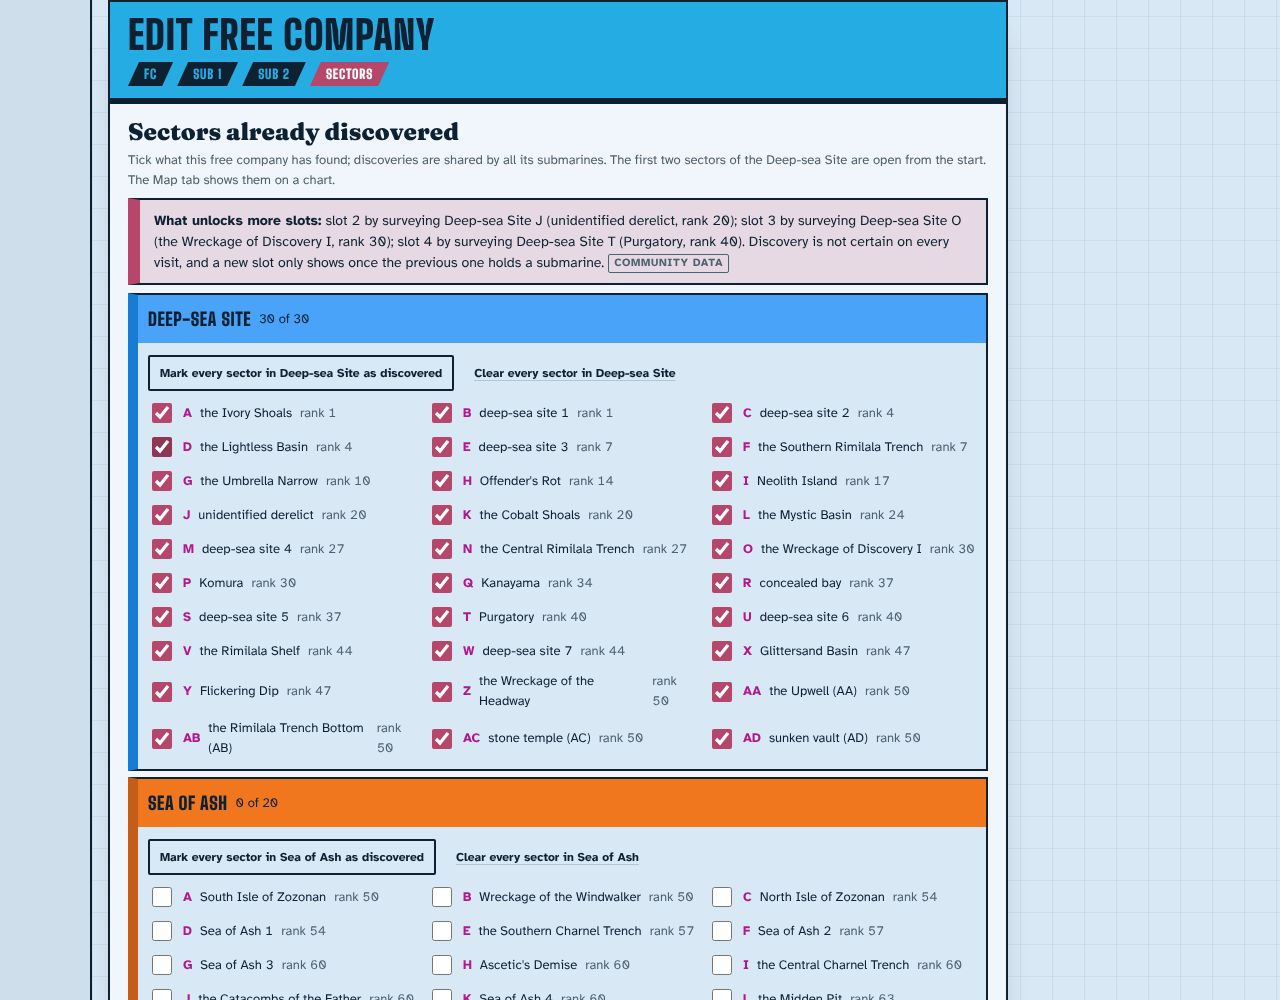 EDIT FREE COMPANY
FC SUB 1 SUB 2 SECTORS
Sectors already discovered
Tick what this free company has found; discoveries are shared by all its submarines. The first two sectors of the Deep-sea Site are open from the start.
The Map tab shows them on a chart.
What unlocks more slots: slot 2 by surveying Deep-sea Site J (unidentified derelict, rank 20); slot 3 by surveying Deep-sea Site O
(the Wreckage of Discovery I, rank 30); slot 4 by surveying Deep-sea Site T (Purgatory, rank 40). Discovery is not certain on every
visit, and a new slot only shows once the previous one holds a submarine. COMMUNITY DATA
DEEP-SEA SITE 30 of 30
Mark every sector in Deep-sea Site as discovered Clear every sector in Deep-sea Site
A the Ivory Shoals rank 1 B deep-sea site 1 rank 1 C deep-sea site 2 rank 4
D the Lightless Basin rank 4 E deep-sea site 3 rank 7 F the Southern Rimilala Trench rank 7
G the Umbrella Narrow rank 10 H Offender's Rot rank 14 I Neolith Island rank 17
J unidentified derelict rank 20 K the Cobalt Shoals rank 20 L the Mystic Basin rank 24
M deep-sea site 4 rank 27 N the Central Rimilala Trench rank 27 O the Wreckage of Discovery I rank 30
P Komura rank 30 Q Kanayama rank 34 R concealed bay rank 37
S deep-sea site 5 rank 37 T Purgatory rank 40 U deep-sea site 6 rank 40
V the Rimilala Shelf rank 44 W deep-sea site 7 rank 44 X Glittersand Basin rank 47
Y Flickering Dip rank 47 Z the Wreckage of the Headway rank 50 AA the Upwell (AA) rank 50
AB the Rimilala Trench Bottom (AB) rank 50 AC stone temple (AC) rank 50 AD sunken vault (AD) rank 50
SEA OF ASH 0 of 20
Mark every sector in Sea of Ash as discovered Clear every sector in Sea of Ash
A South Isle of Zozonan rank 50 B Wreckage of the Windwalker rank 50 C North Isle of Zozonan rank 54
D Sea of Ash 1 rank 54 E the Southern Charnel Trench rank 57 F Sea of Ash 2 rank 57
G Sea of Ash 3 rank 60 H Ascetic's Demise rank 60 I the Central Charnel Trench rank 60
J the Catacombs of the Father rank 60 K Sea of Ash 4 rank 60 L the Midden Pit rank 63